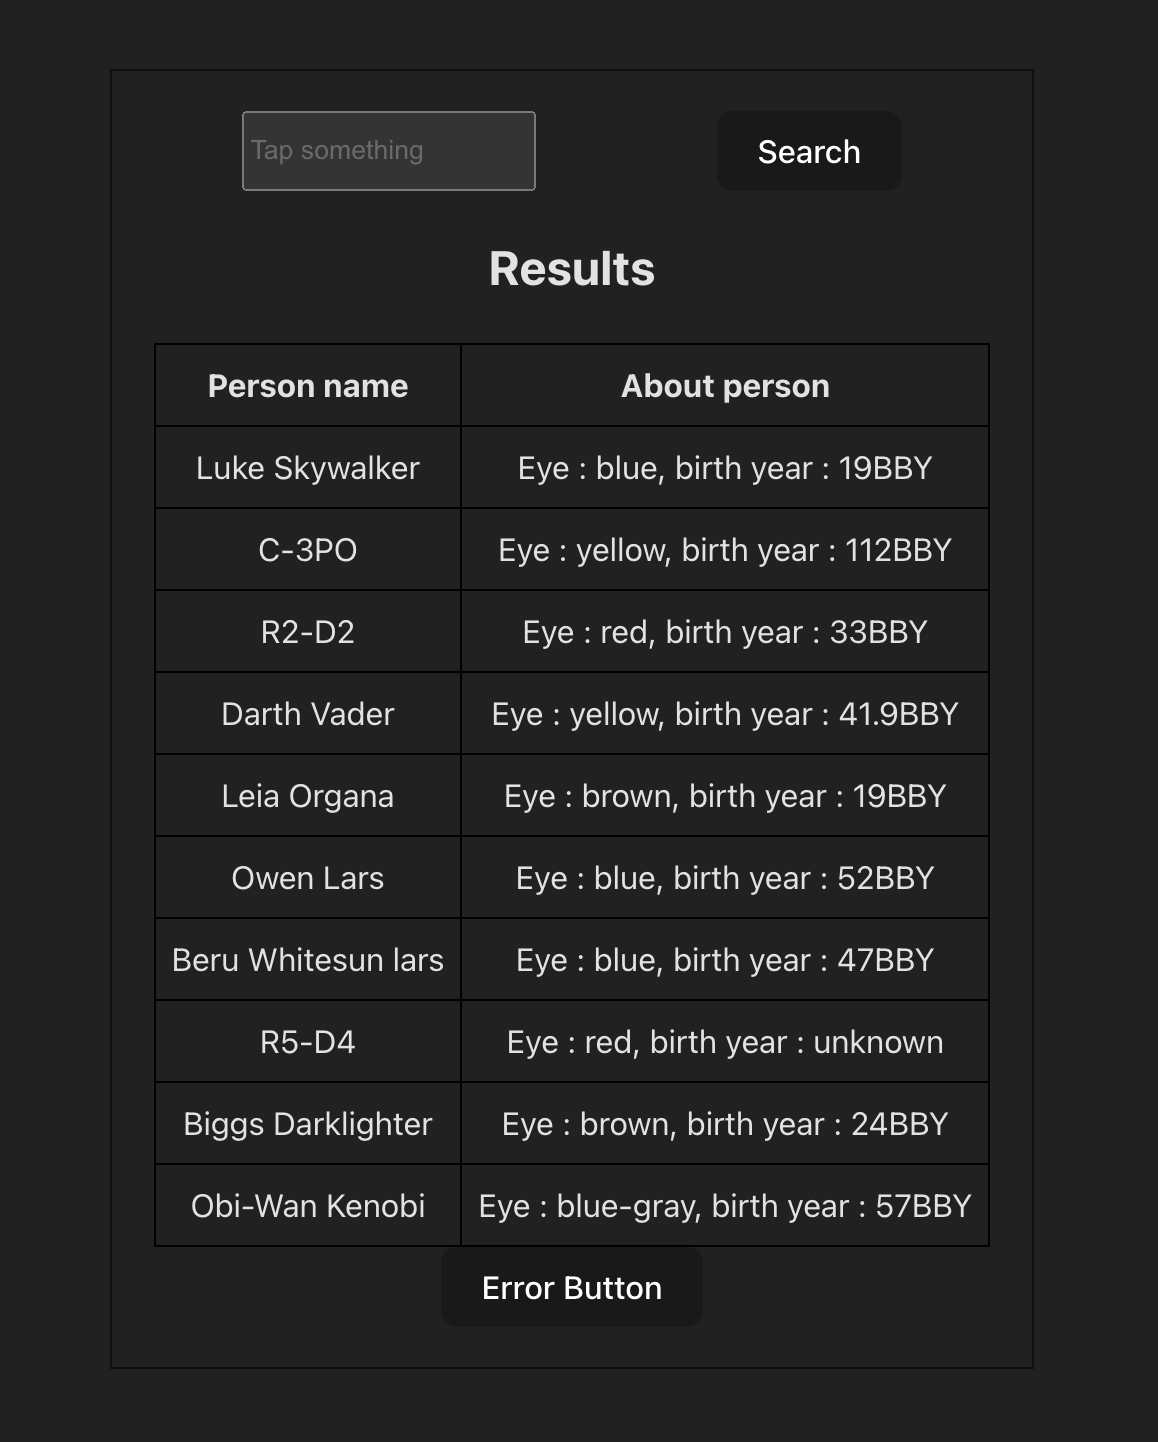 Tap something
Search
Results
Person name About person
Luke Skywalker Eye : blue, birth year : 19BBY
C-3PO Eye : yellow, birth year : 112BBY
R2-D2 Eye : red, birth year : 33BBY
Darth Vader Eye : yellow, birth year : 41.9BBY
Leia Organa Eye : brown, birth year : 19BBY
Owen Lars Eye : blue, birth year : 52BBY
Beru Whitesun lars Eye : blue, birth year : 47BBY
R5-D4 Eye : red, birth year : unknown
Biggs Darklighter Eye : brown, birth year : 24BBY
Obi-Wan Kenobi Eye : blue-gray, birth year : 57BBY
Error Button